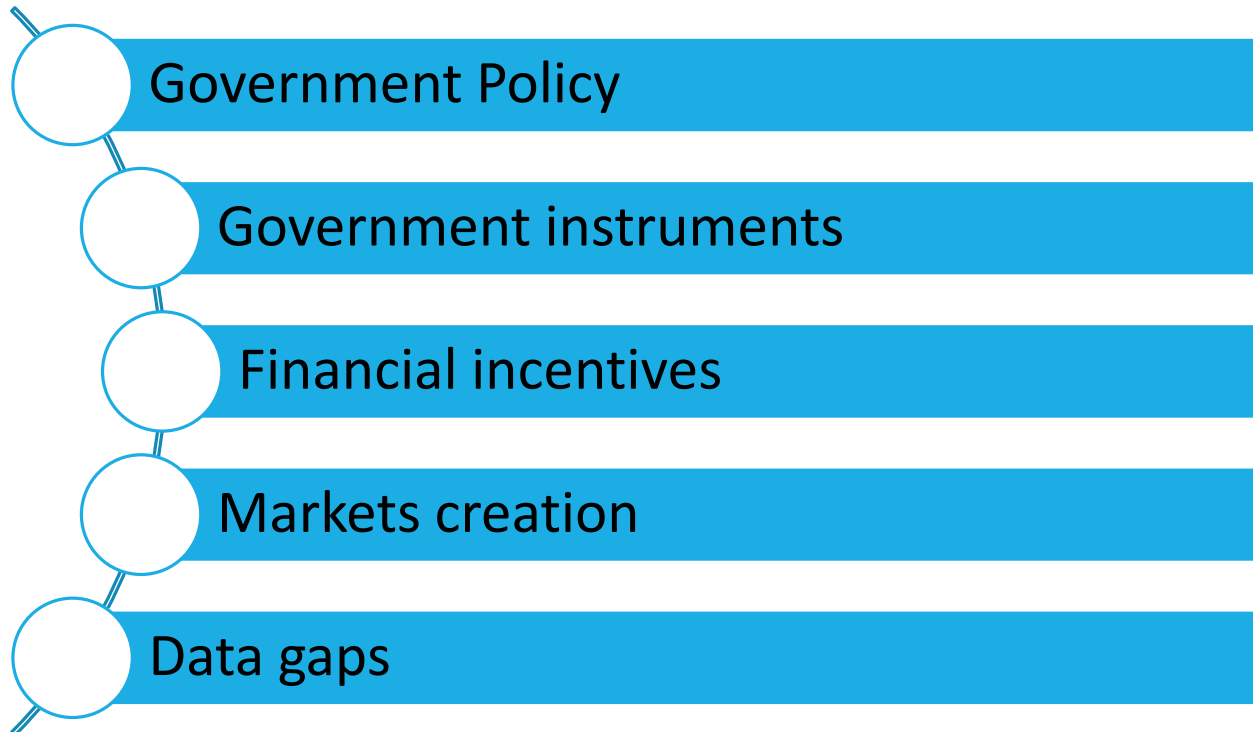 Government Policy
Government instruments
Financial incentives
Markets creation
Data gaps